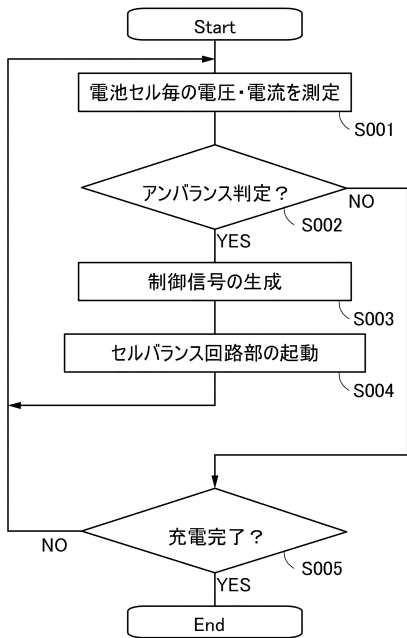 Start
電池セル毎の電圧・電流を測定
S001
アンバランス判定？
NO
S002
YES
制御信号の生成
S003
セルバランス回路部の起動
S004
充電完了？
NO
S005
YES
End